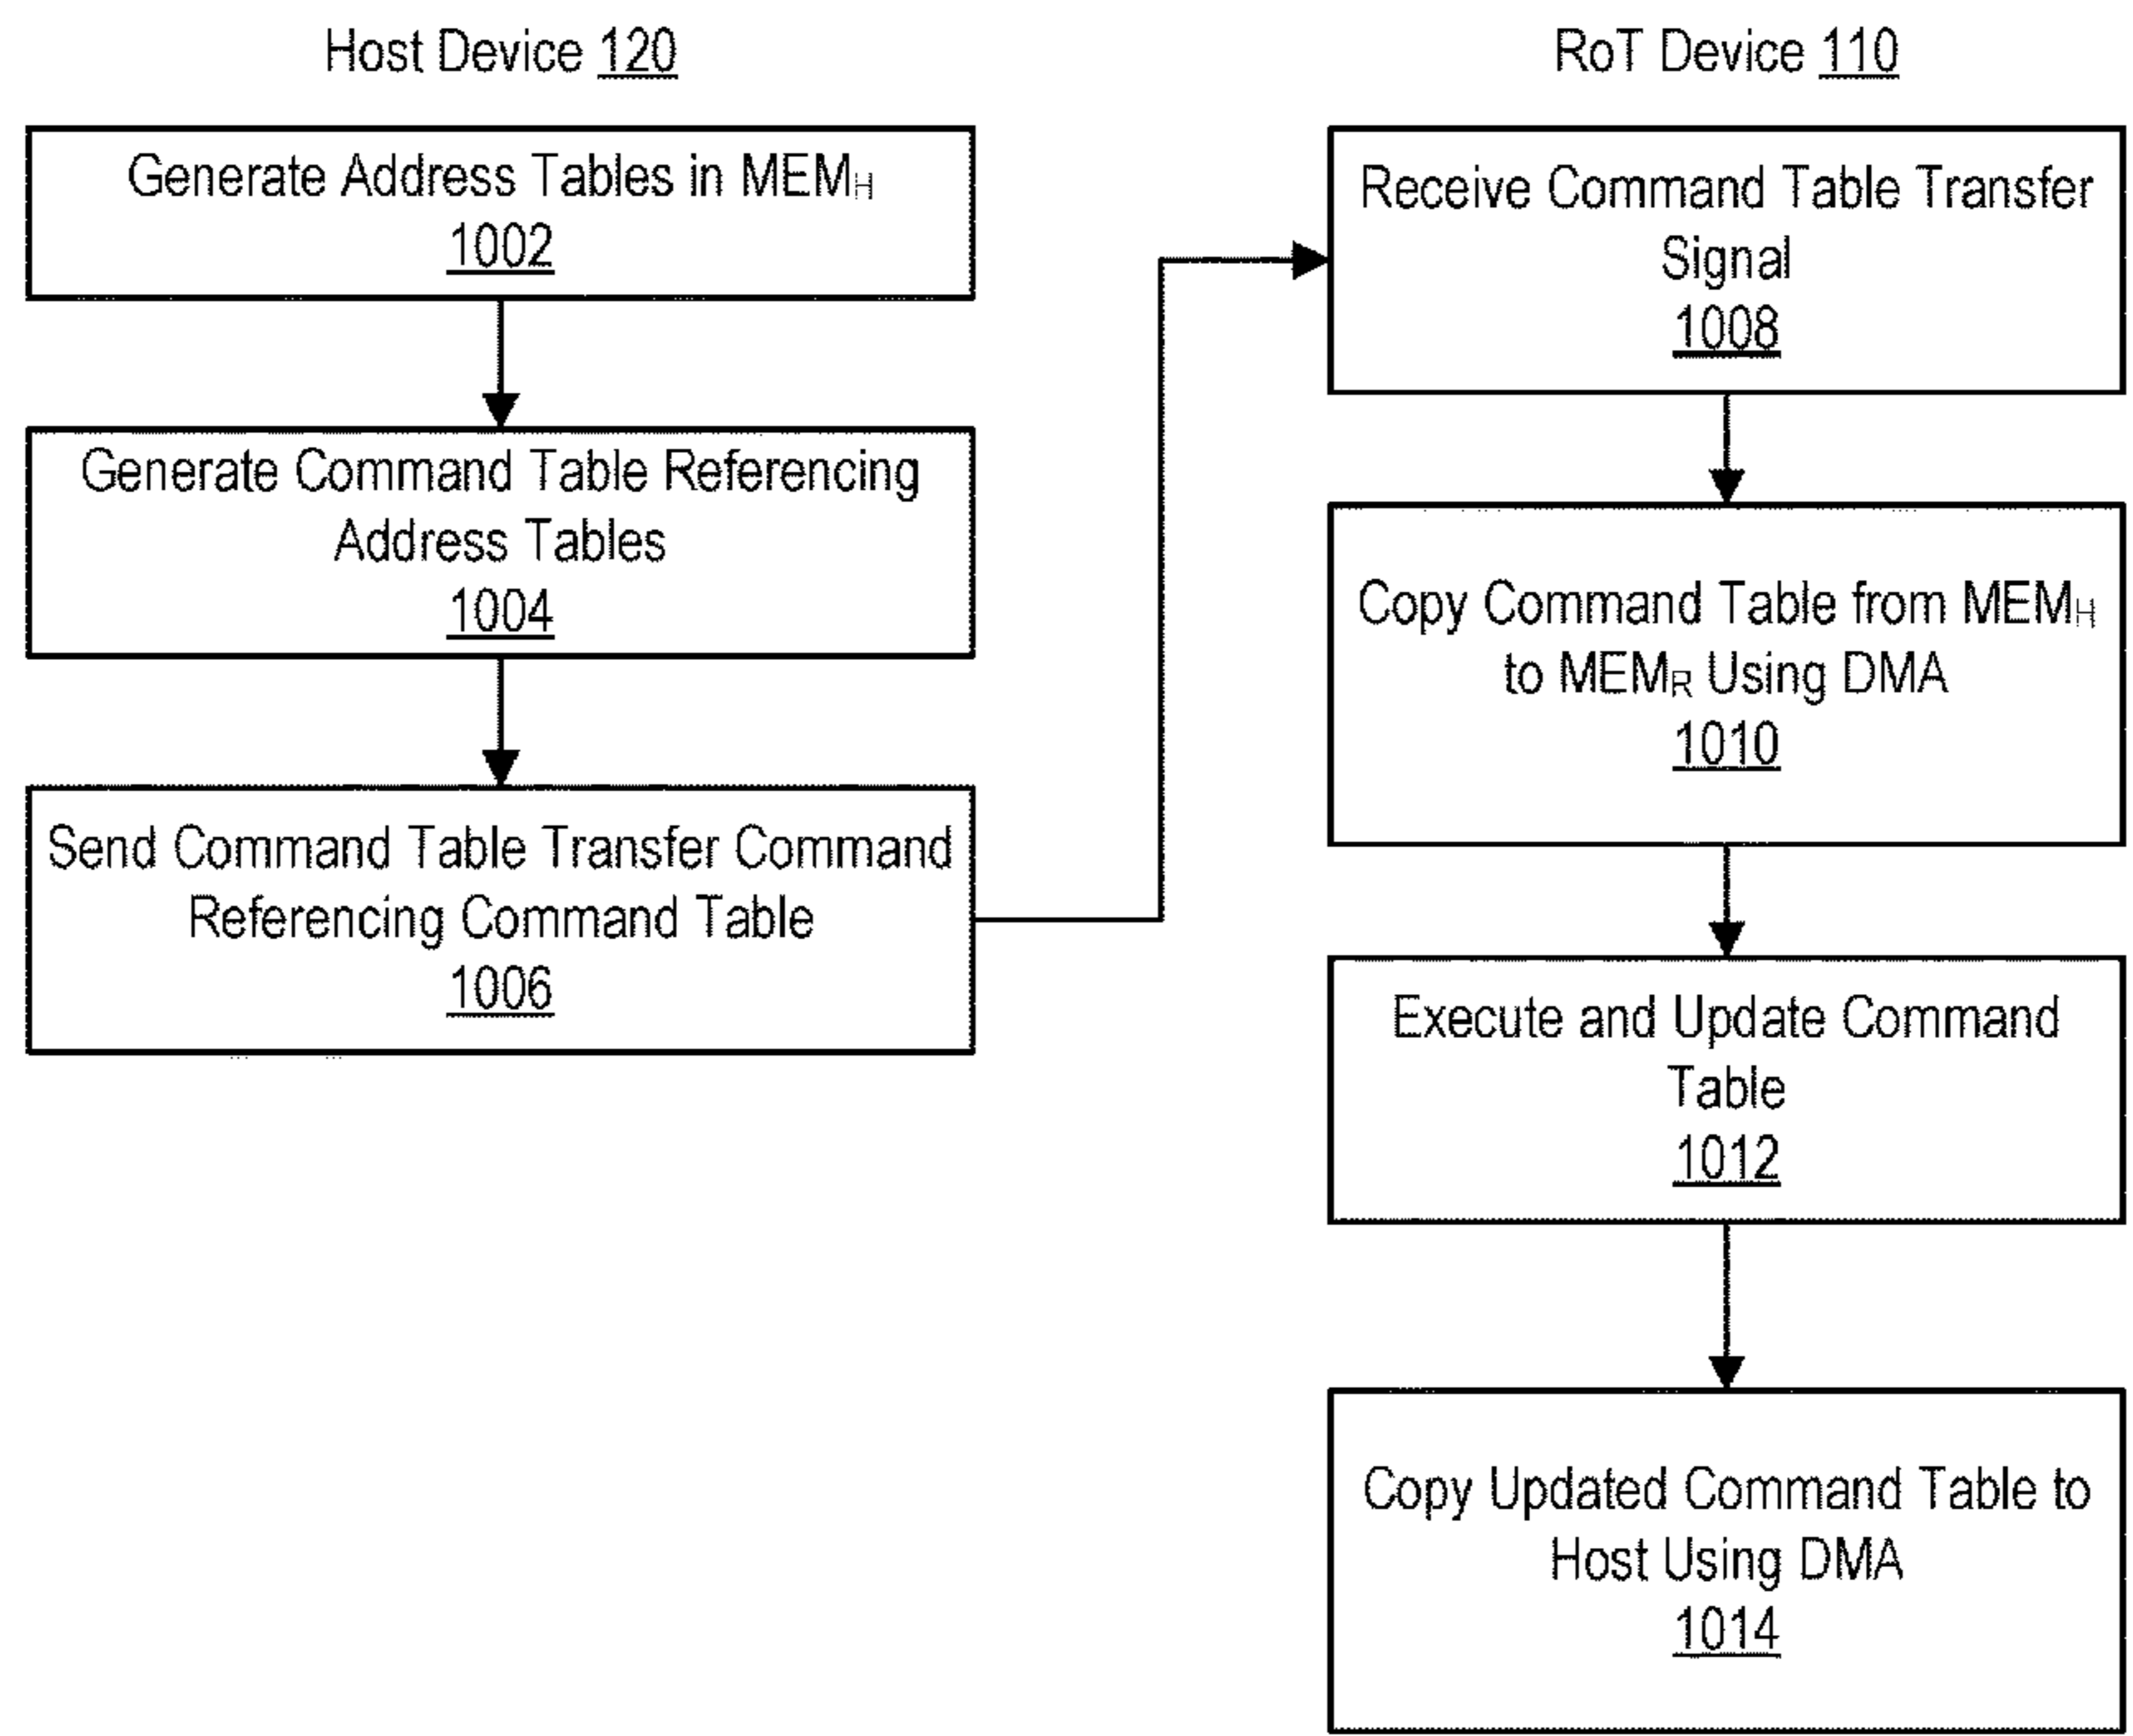 Host Device 120
Generate Address Tables in MEMH
1002
Generate Command Table Referencing
Address Tables
1004
Send Command Table Transfer Command
Referencing Command Table
1006
RoT Device 110
Receive Command Table Transfer
Signal
1008
Copy Command Table from MEMH
to MEMR Using DMA
1010
Execute and Update Command
Table
1012
Copy Updated Command Table to
Host Using DMA
1014